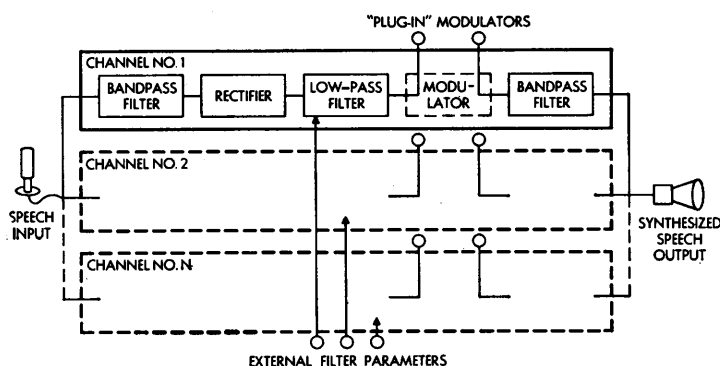 "PLUG-IN" MODULATORS
CHANNEL NO. 1
BANDPASS
FILTER
RECTIFIER
LOW-PASS
FILTER
MODU-
LATOR
BANDPASS
FILTER
CHANNEL NO. 2
SPEECH
INPUT
SYNTHESIZED
SPEECH
OUTPUT
CHANNEL NO. N
EXTERNAL FILTER PARAMETERS